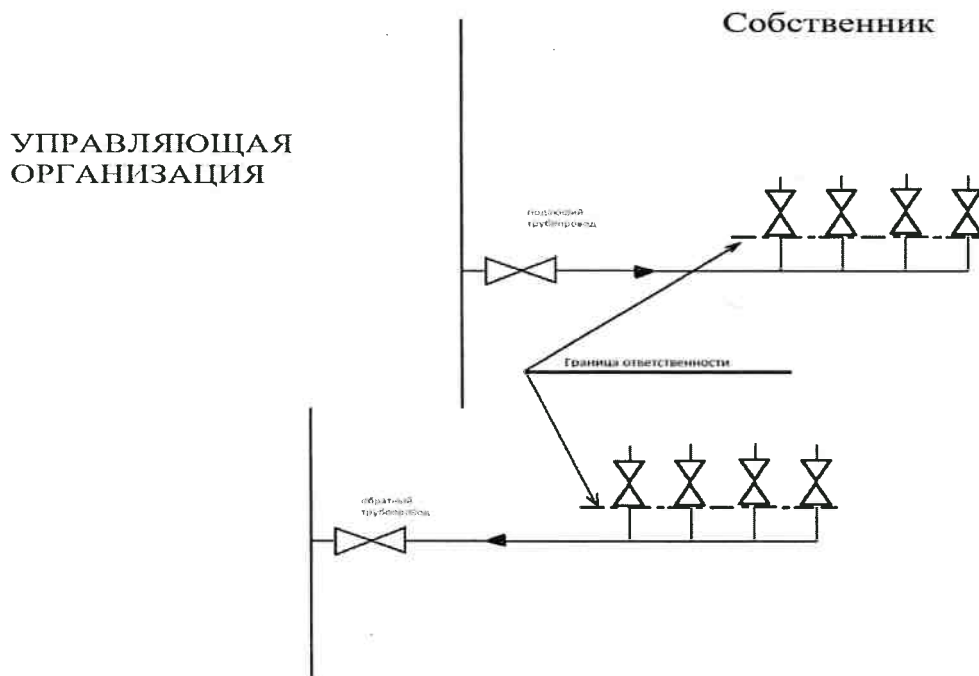 Собственник
УПРАВЛЯЮЩАЯ
ОРГАНИЗАЦИЯ
подающий
трубопровод
Граница ответственности
обратный
трубопровод